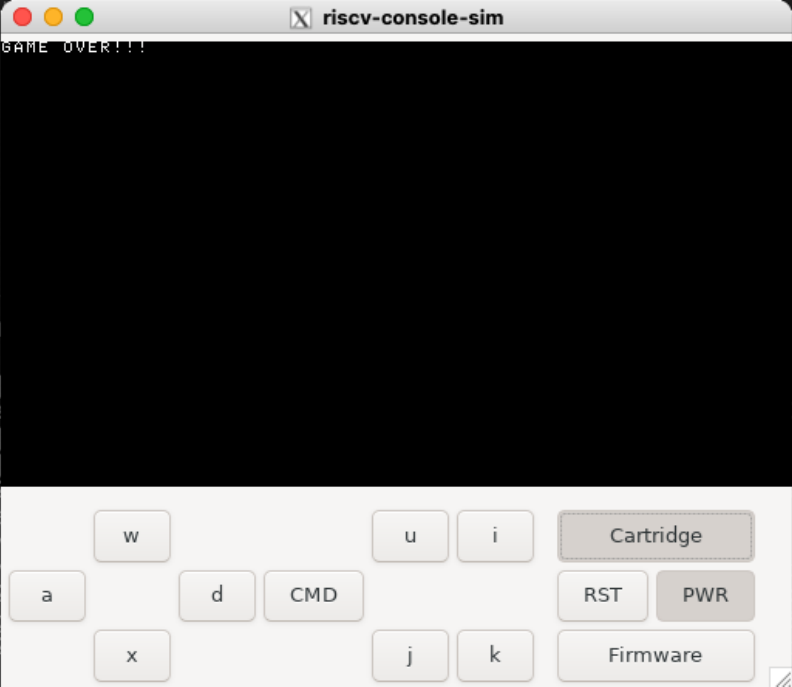 riscv-console-sim
GAME OVER!!!
w
u
i
Cartridge
a
d
CMD
RST
PWR
x
j
k
Firmware